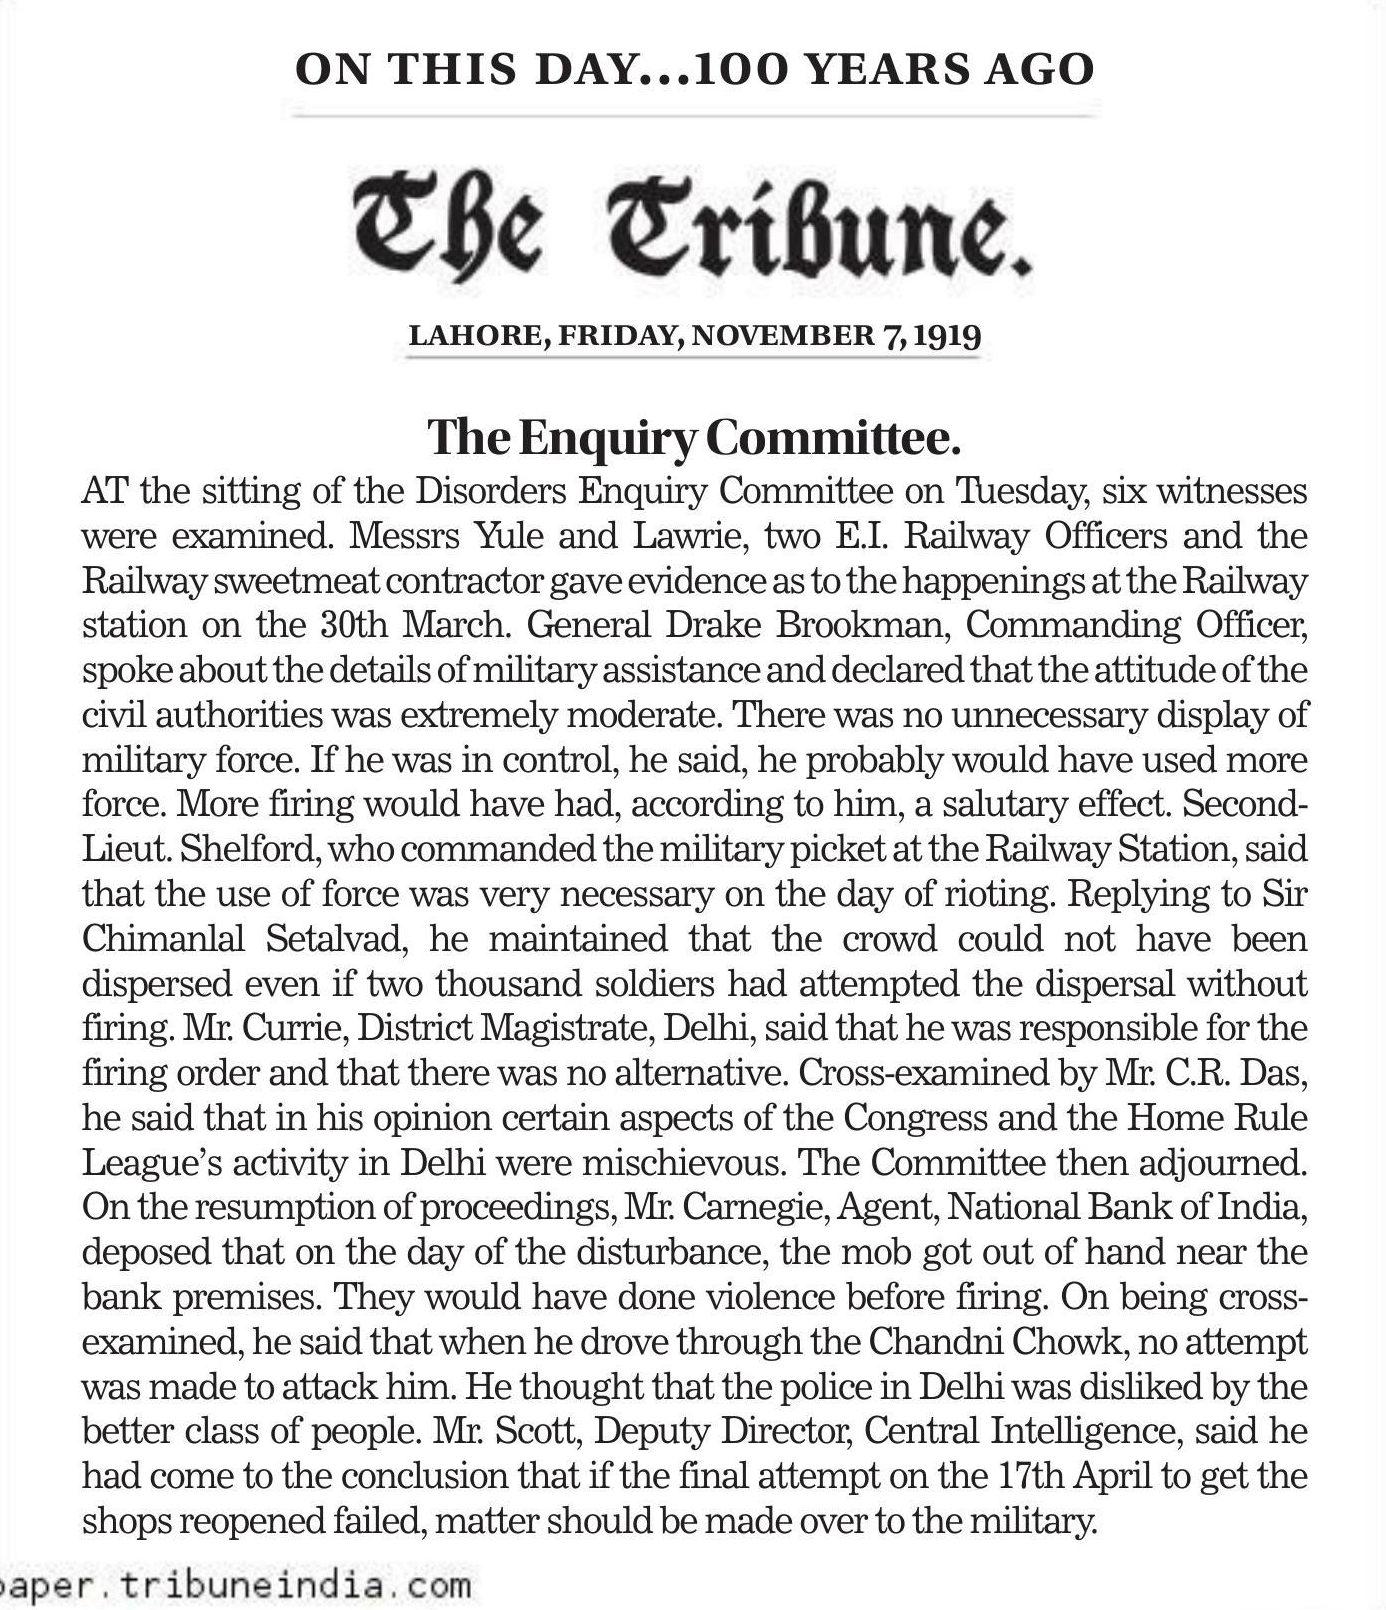 ON THIS DAY...100 YEARS AGO
The Tribune.
LAHORE, FRIDAY, NOVEMBER 7, 1919
The Enquiry Committee.
AT the sitting of the Disorders Enquiry Committee on Tuesday, six witnesses
were examined. Messrs Yule and Lawrie, two E.I. Railway Officers and the
Railway sweetmeat contractor gave evidence as to the happenings at the Railway
station on the 30th March. General Drake Brookman, Commanding Officer,
spoke about the details of military assistance and declared that the attitude of the
civil authorities was extremely moderate. There was no unnecessary display of
military force. If he was in control, he said, he probably would have used more
force. More firing would have had, according to him, a salutary effect. Second-
Lieut. Shelford, who commanded the military picket at the Railway Station, said
that the use of force was very necessary on the day of rioting. Replying to Sir
Chimanlal Setalvad, he maintained that the crowd could not have been
dispersed even if two thousand soldiers had attempted the dispersal without
firing. Mr. Currie, District Magistrate, Delhi, said that he was responsible for the
firing order and that there was no alternative. Cross-examined by Mr. C.R. Das,
he said that in his opinion certain aspects of the Congress and the Home Rule
League's activity in Delhi were mischievous. The Committee then adjourned.
On the resumption of proceedings, Mr. Carnegie, Agent, National Bank of India,
deposed that on the day of the disturbance, the mob got out of hand near the
bank premises. They would have done violence before firing. On being cross-
examined, he said that when he drove through the Chandni Chowk, no attempt
was made to attack him. He thought that the police in Delhi was disliked by the
better class of people. Mr. Scott, Deputy Director, Central Intelligence, said he
had come to the conclusion that if the final attempt on the 17th April to get the
shops reopened failed, matter should be made over to the military.
paper.tribuneindia.com